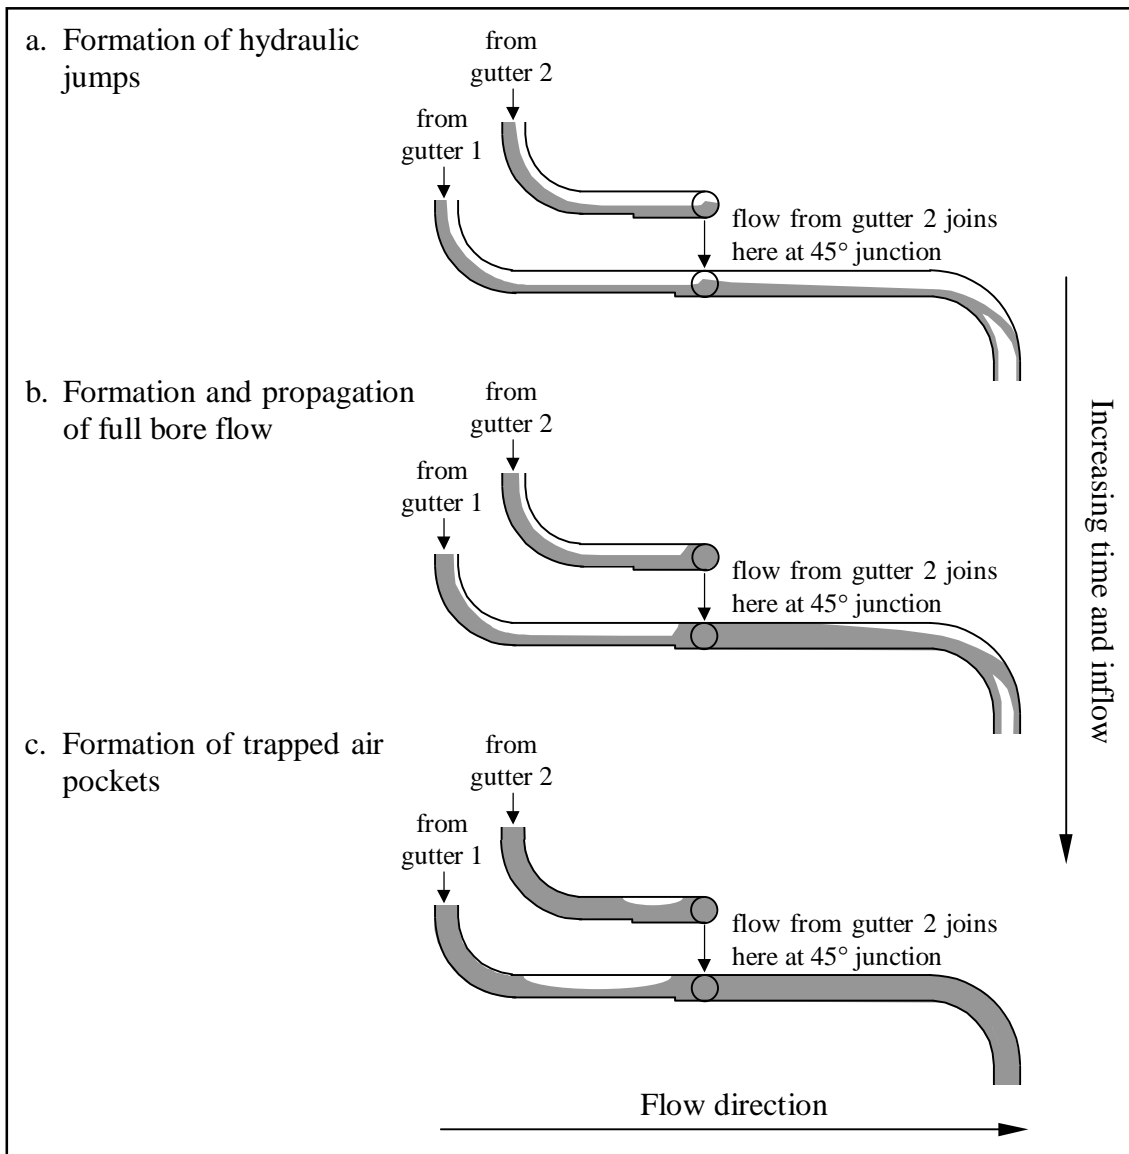 a. Formation of hydraulic
jumps
from
gutter 2
from
gutter 1
flow from gutter 2 joins
here at 45° junction
b. Formation and propagation
of full bore flow
from
gutter 2
from
gutter 1
flow from gutter 2 joins
here at 45° junction
c. Formation of trapped air
pockets
from
gutter 2
from
gutter 1
flow from gutter 2 joins
here at 45° junction
Increasing time and inflow
Flow direction